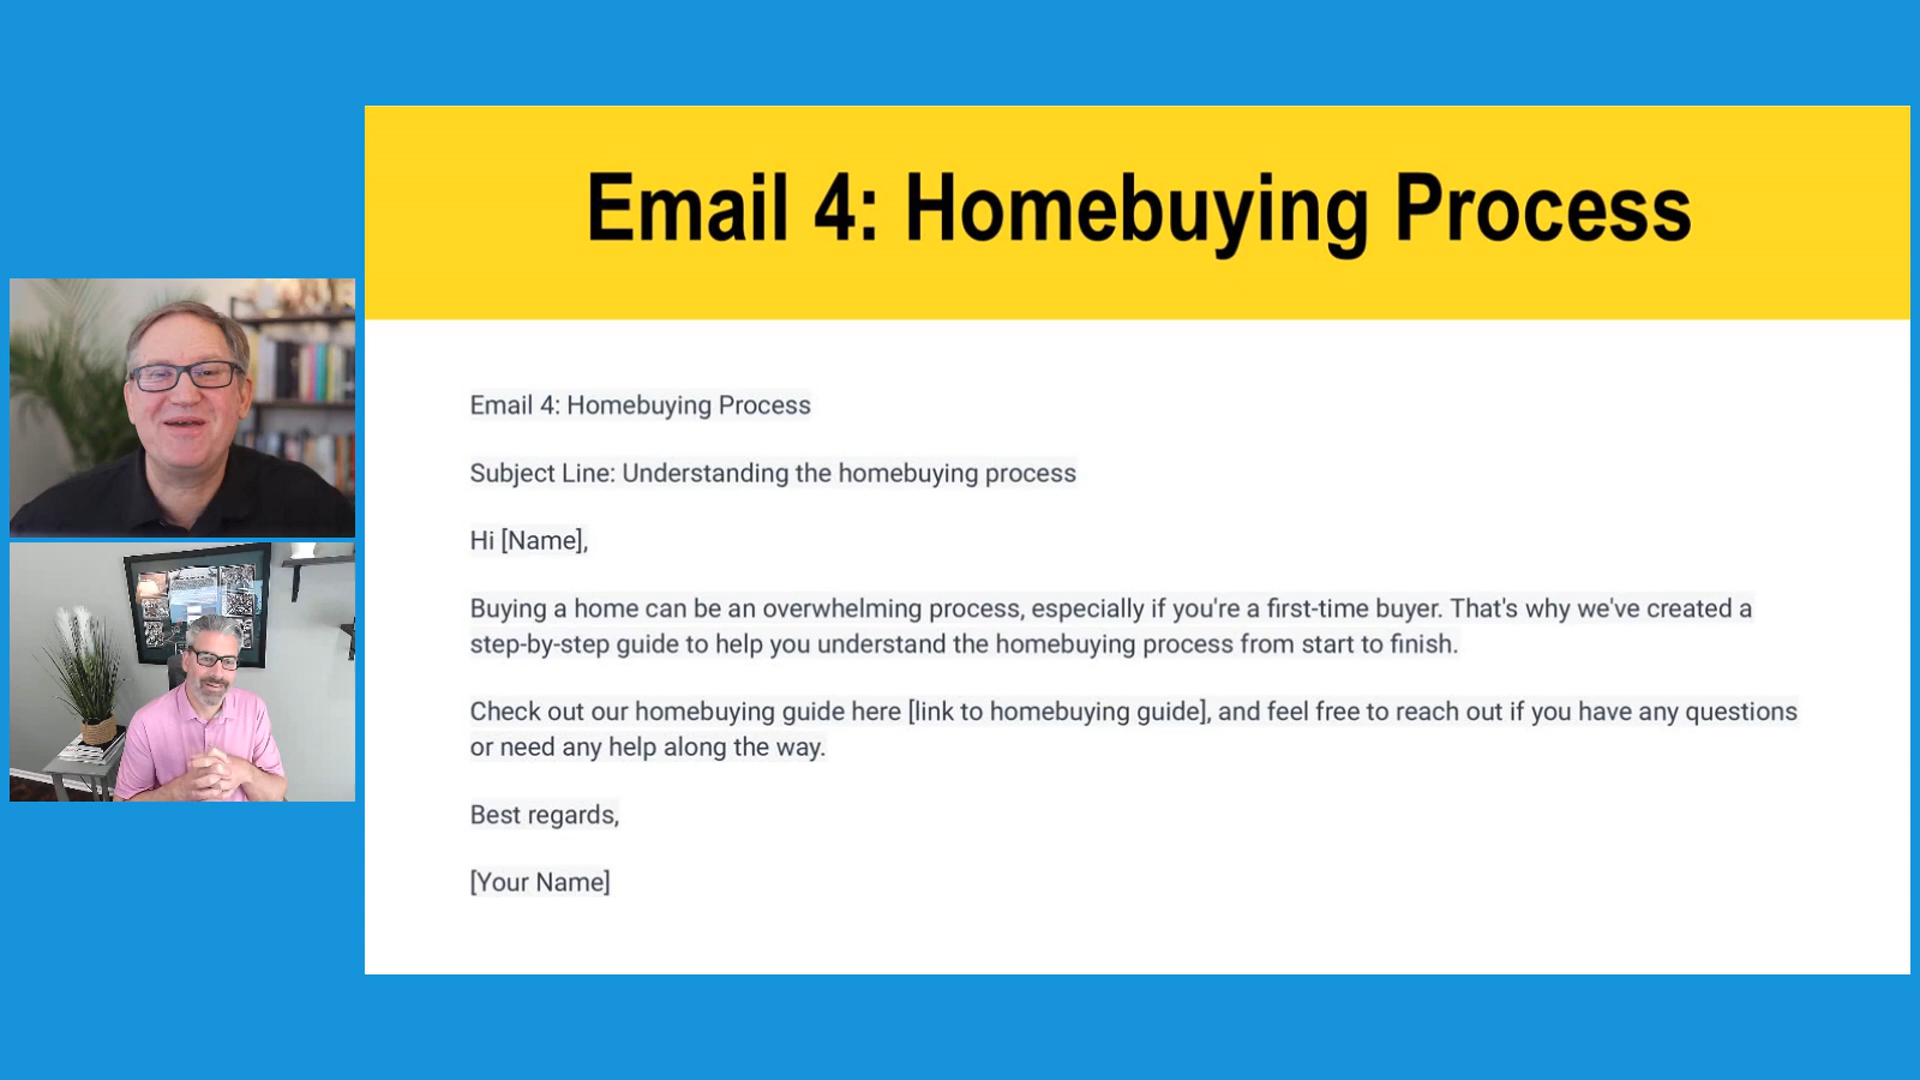 Email 4: Homebuying Process
Email 4: Homebuying Process
Subject Line: Understanding the homebuying process
Hi [Name],
Buying a home can be an overwhelming process, especially if you're a first-time buyer. That's why we've created a
step-by-step guide to help you understand the homebuying process from start to finish.
Check out our homebuying guide here [link to homebuying guide], and feel free to reach out if you have any questions
or need any help along the way.
Best regards,
[Your Name]